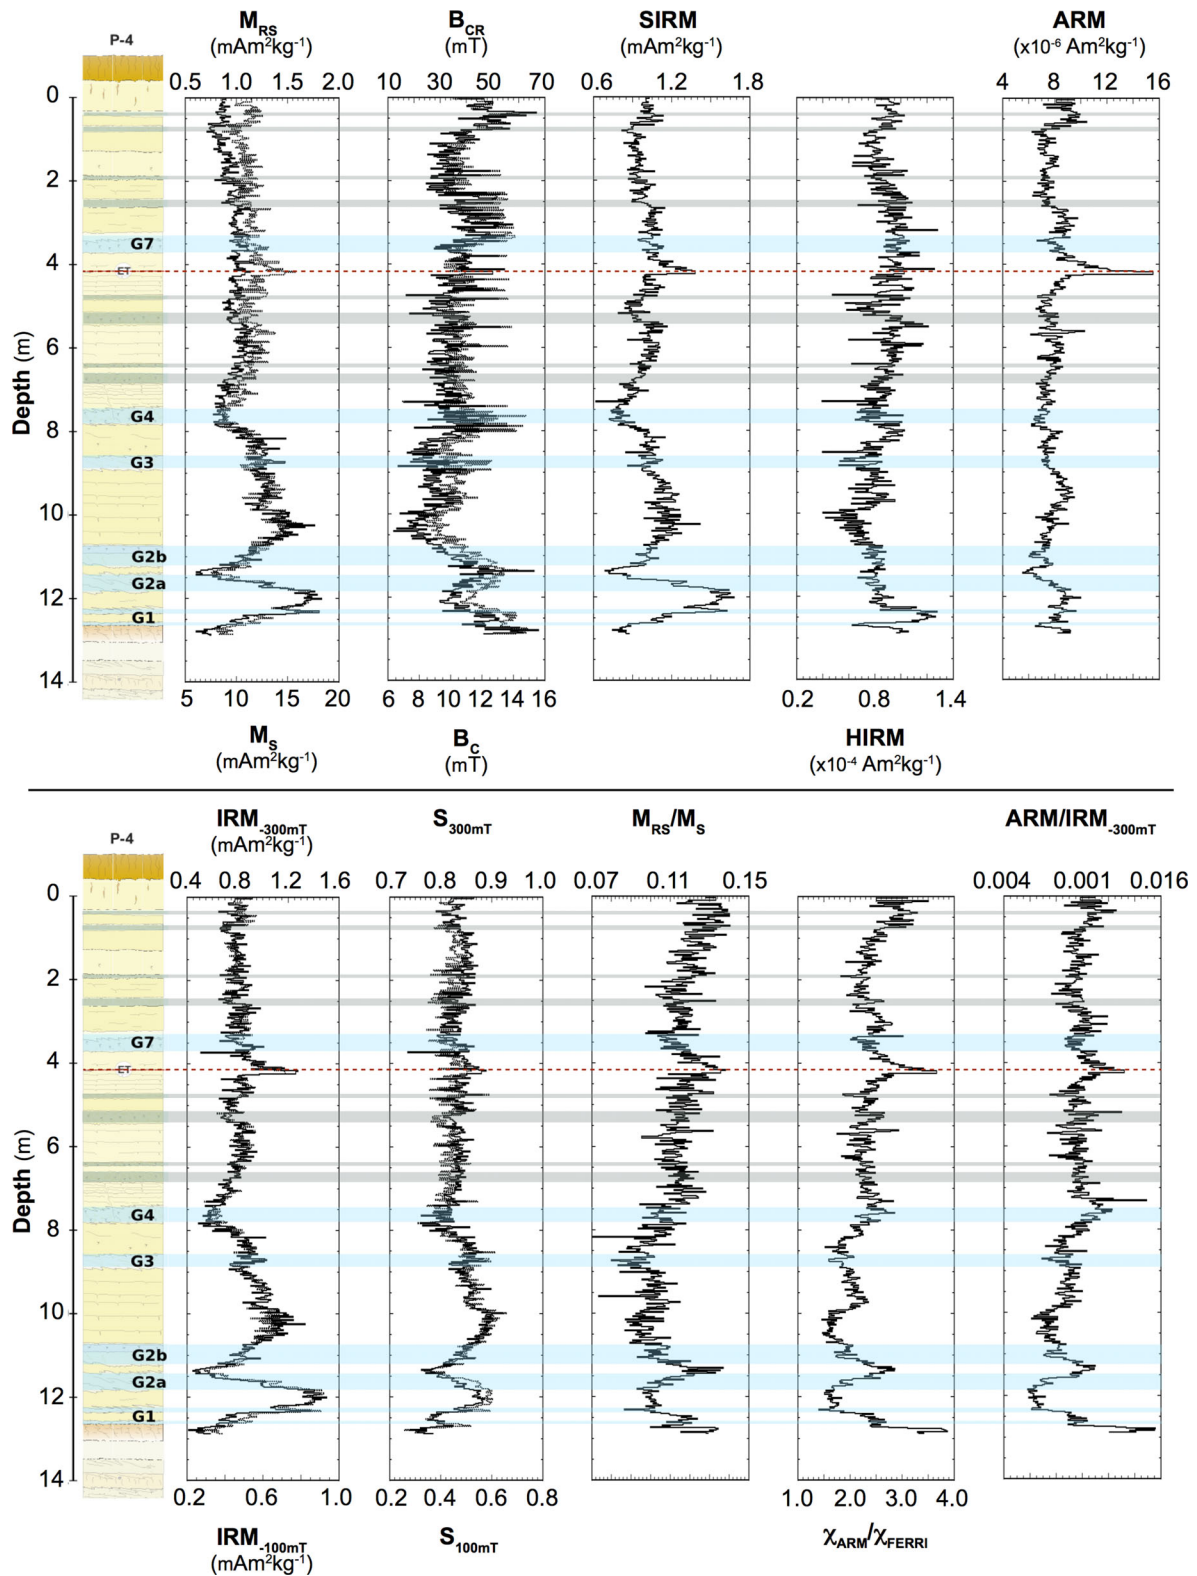 M_RS B_CR SIRM ARM
P-4 (mAm²kg⁻¹) (mT) (mAm²kg⁻¹) (x10⁻⁶ Am²kg⁻¹)
0.5 1.0 1.5 2.0 10 30 50 70 0.6 1.2 1.8 4 8 12 16
0
2
G7
4
ET
6
Depth (m)
G4
8
G3
10
G2b
G2a
12
G1
14
5 10 15 20 6 8 10 12 14 16 0.2 0.8 1.4
M_S B_C HIRM
(mAm²kg⁻¹) (mT) (x10⁻⁴ Am²kg⁻¹)
IRM_-300mT S_300mT M_RS/M_S ARM/IRM_-300mT
P-4 (mAm²kg⁻¹)
0.4 0.8 1.2 1.6 0.7 0.8 0.9 1.0 0.07 0.11 0.15 0.004 0.001 0.016
0
2
G7
4
ET
6
Depth (m)
G4
8
G3
10
G2b
G2a
12
G1
14
0.2 0.6 1.0 0.2 0.4 0.6 0.8 1.0 2.0 3.0 4.0
IRM_-100mT S_100mT χ_ARM/χ_FERRI
(mAm²kg⁻¹)